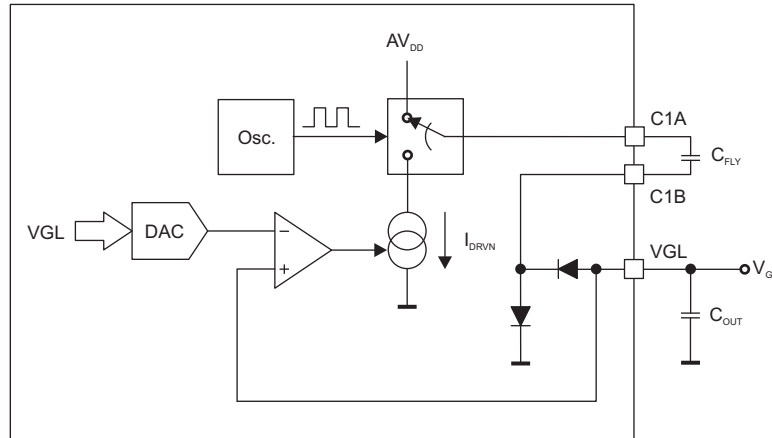 AVDD
C1A
Osc.
CFLY
C1B
VGL
DAC
−
IDRVN
+
VGL
VG
COUT